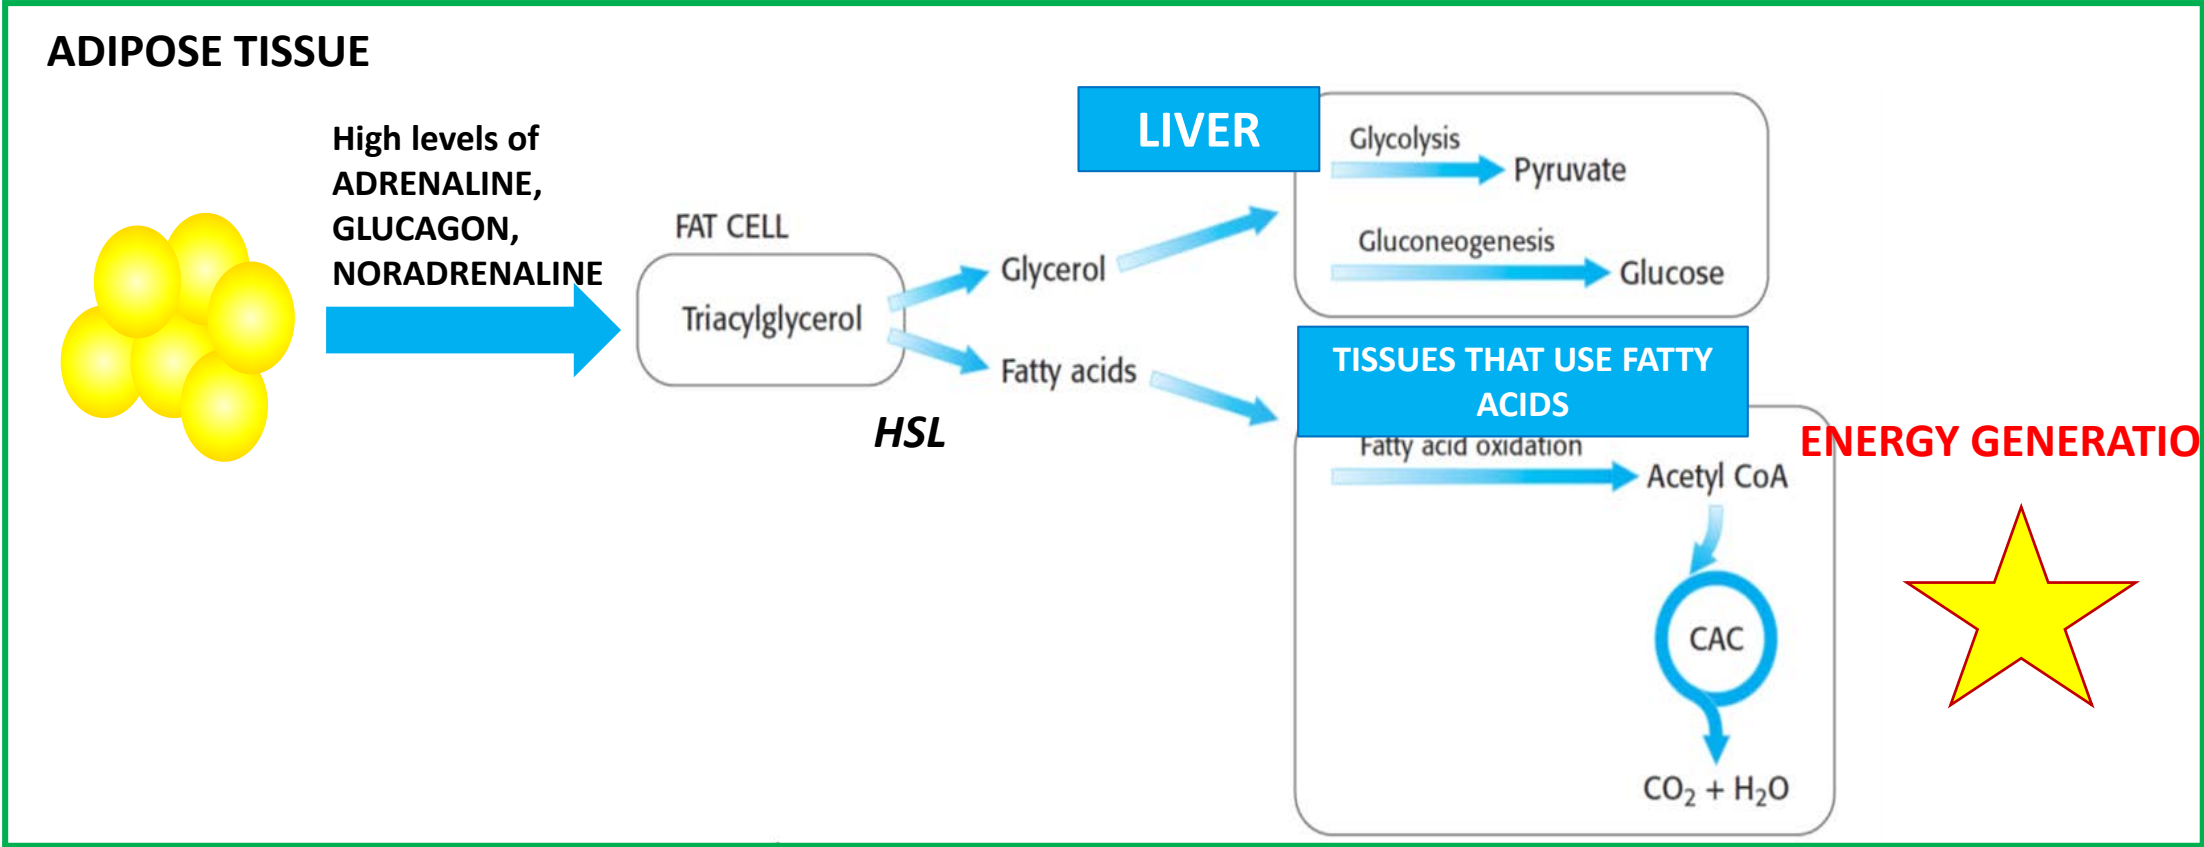 ADIPOSE TISSUE
High levels of
ADRENALINE,
GLUCAGON,
NORADRENALINE
FAT CELL
Triacylglycerol
Glycerol
Fatty acids
HSL
LIVER
Glycolysis
Pyruvate
Gluconeogenesis
Glucose
TISSUES THAT USE FATTY
ACIDS
Fatty acid oxidation
Acetyl CoA
CAC
CO₂ + H₂O
ENERGY GENERATIO